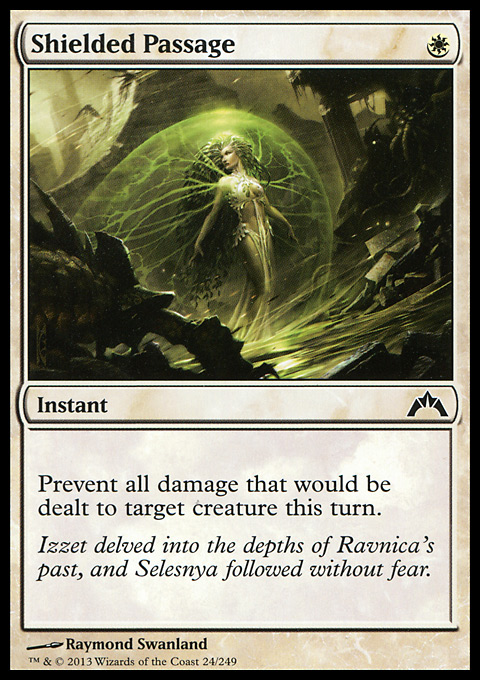 Shielded Passage
Instant
Prevent all damage that would be
dealt to target creature this turn.
Izzet delved into the depths of Ravnica's
past, and Selesnya followed without fear.
Raymond Swanland
™ & © 2013 Wizards of the Coast 24/249